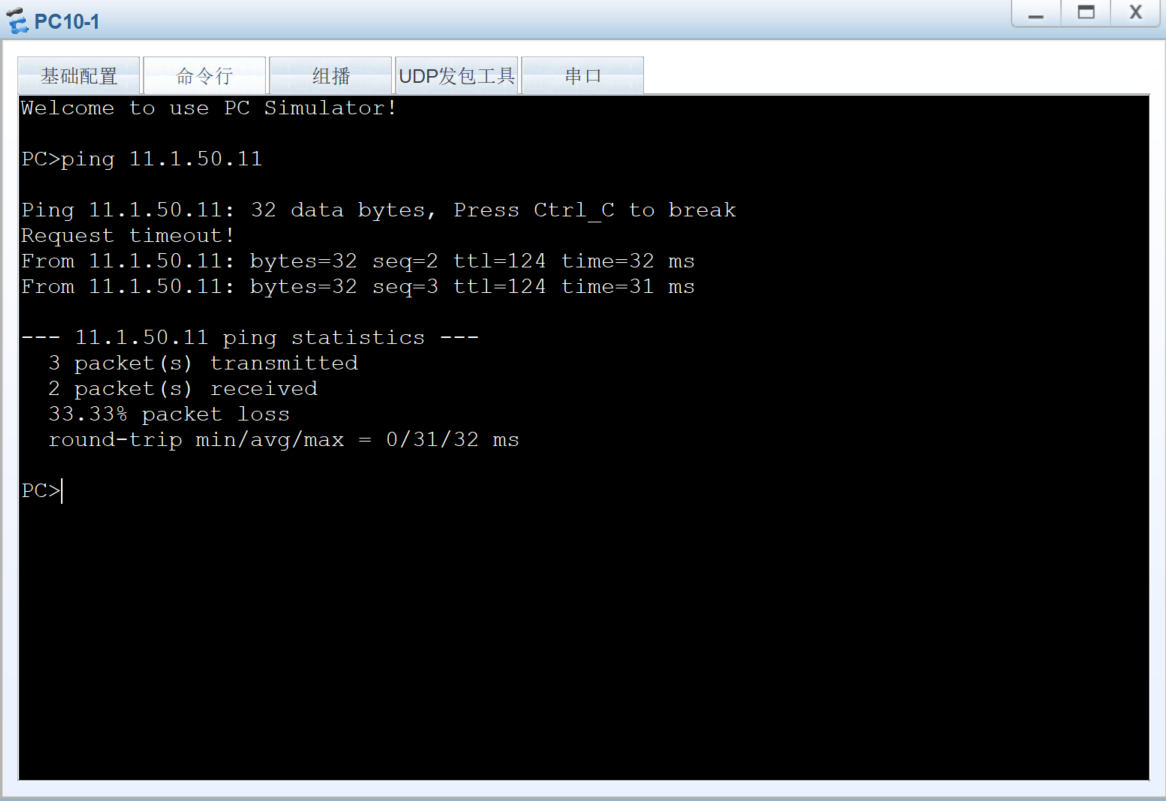 PC10-1
基础配置 命令行 组播 UDP发包工具 串口
Welcome to use PC Simulator!
PC>ping 11.1.50.11
Ping 11.1.50.11: 32 data bytes, Press Ctrl_C to break
Request timeout!
From 11.1.50.11: bytes=32 seq=2 ttl=124 time=32 ms
From 11.1.50.11: bytes=32 seq=3 ttl=124 time=31 ms
--- 11.1.50.11 ping statistics ---
3 packet(s) transmitted
2 packet(s) received
33.33% packet loss
round-trip min/avg/max = 0/31/32 ms
PC>